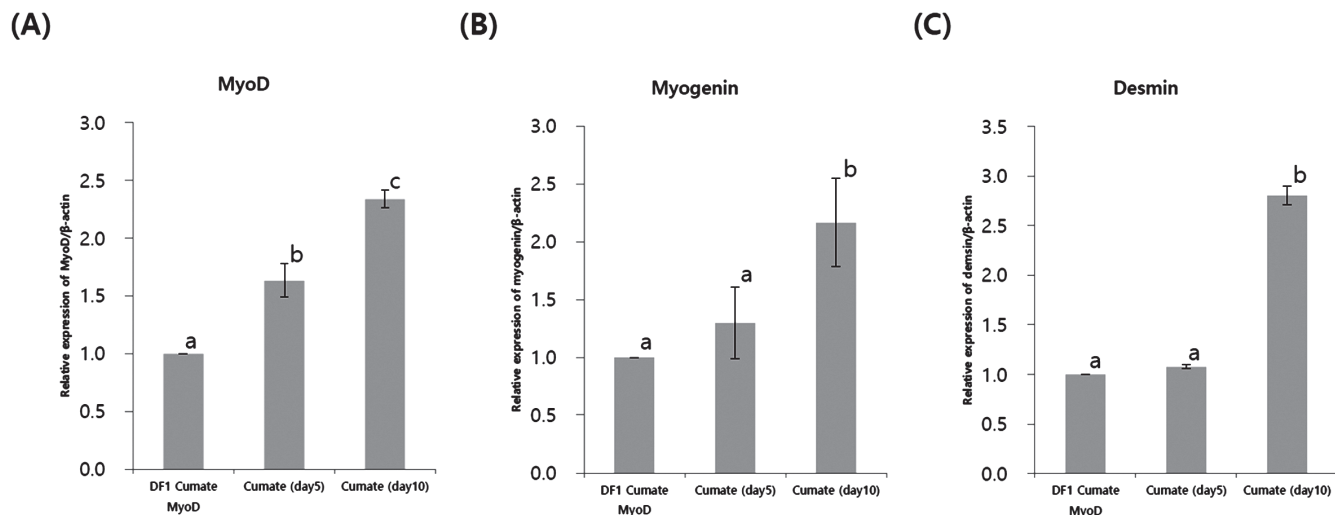 (A)
MyoD
Relative expression of MyoD/β-actin
3.0
2.5
2.0
1.5
1.0
0.5
0.0
a
b
c
DF1 Cumate
MyoD
Cumate (day5)
Cumate (day10)
(B)
Myogenin
Relative expression of myogenin/β-actin
3.0
2.5
2.0
1.5
1.0
0.5
0.0
a
a
b
DF1 Cumate
MyoD
Cumate (day5)
Cumate (day10)
(C)
Desmin
Relative expression of demsin/β-actin
3.5
3.0
2.5
2.0
1.5
1.0
0.5
0.0
a
a
b
DF1 Cumate
MyoD
Cumate (day5)
Cumate (day10)